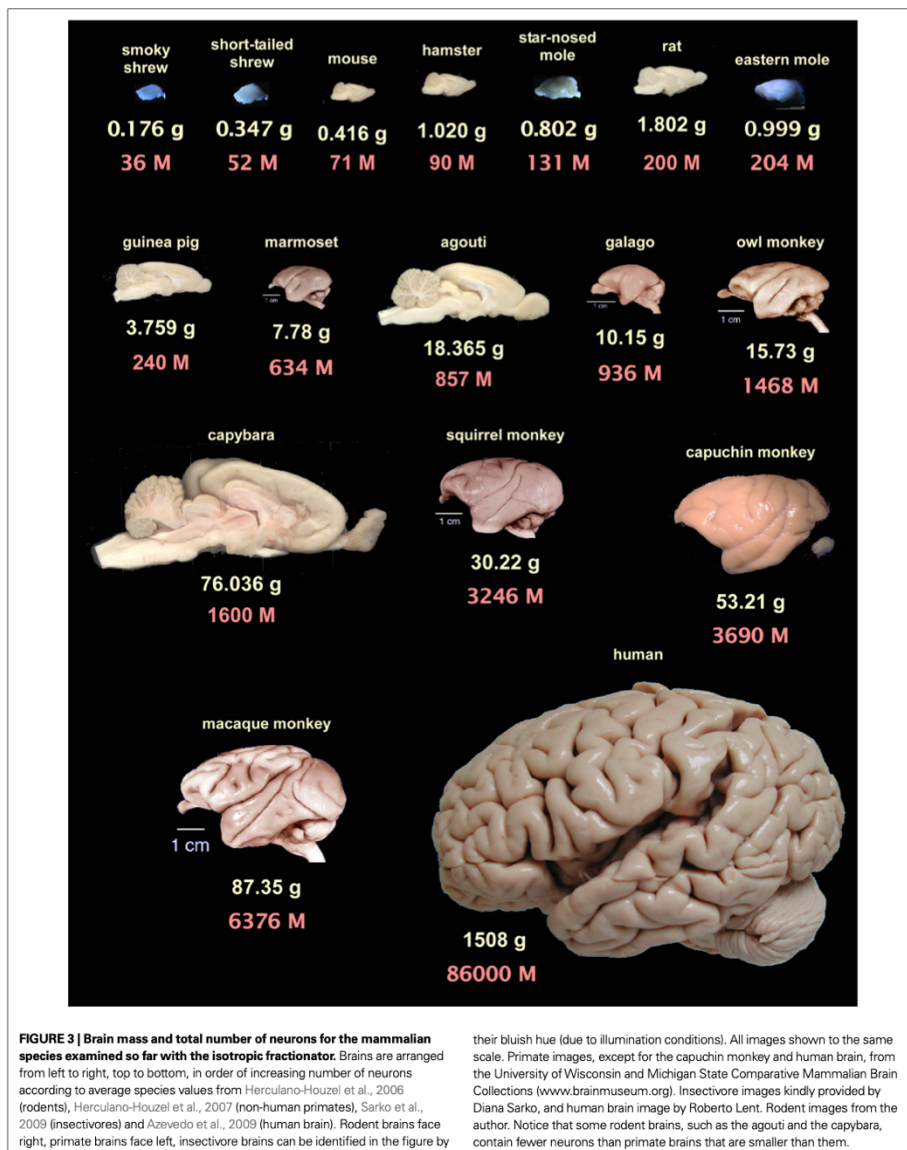 smoky
shrew
0.176 g
36 M
short-tailed
shrew
0.347 g
52 M
mouse
0.416 g
71 M
hamster
1.020 g
90 M
star-nosed
mole
0.802 g
131 M
rat
1.802 g
200 M
eastern mole
0.999 g
204 M
guinea pig
3.759 g
240 M
marmoset
1 cm
7.78 g
634 M
agouti
18.365 g
857 M
galago
1 cm
10.15 g
936 M
owl monkey
1 cm
15.73 g
1468 M
capybara
76.036 g
1600 M
squirrel monkey
1 cm
30.22 g
3246 M
capuchin monkey
53.21 g
3690 M
macaque monkey
1 cm
87.35 g
6376 M
human
1508 g
86000 M
FIGURE 3 | Brain mass and total number of neurons for the mammalian
species examined so far with the isotropic fractionator. Brains are arranged
from left to right, top to bottom, in order of increasing number of neurons
according to average species values from Herculano-Houzel et al., 2006
(rodents), Herculano-Houzel et al., 2007 (non-human primates), Sarko et al.,
2009 (insectivores) and Azevedo et al., 2009 (human brain). Rodent brains face
right, primate brains face left, insectivore brains can be identified in the figure by
their bluish hue (due to illumination conditions). All images shown to the same
scale. Primate images, except for the capuchin monkey and human brain, from
the University of Wisconsin and Michigan State Comparative Mammalian Brain
Collections (www.brainmuseum.org). Insectivore images kindly provided by
Diana Sarko, and human brain image by Roberto Lent. Rodent images from the
author. Notice that some rodent brains, such as the agouti and the capybara,
contain fewer neurons than primate brains that are smaller than them.